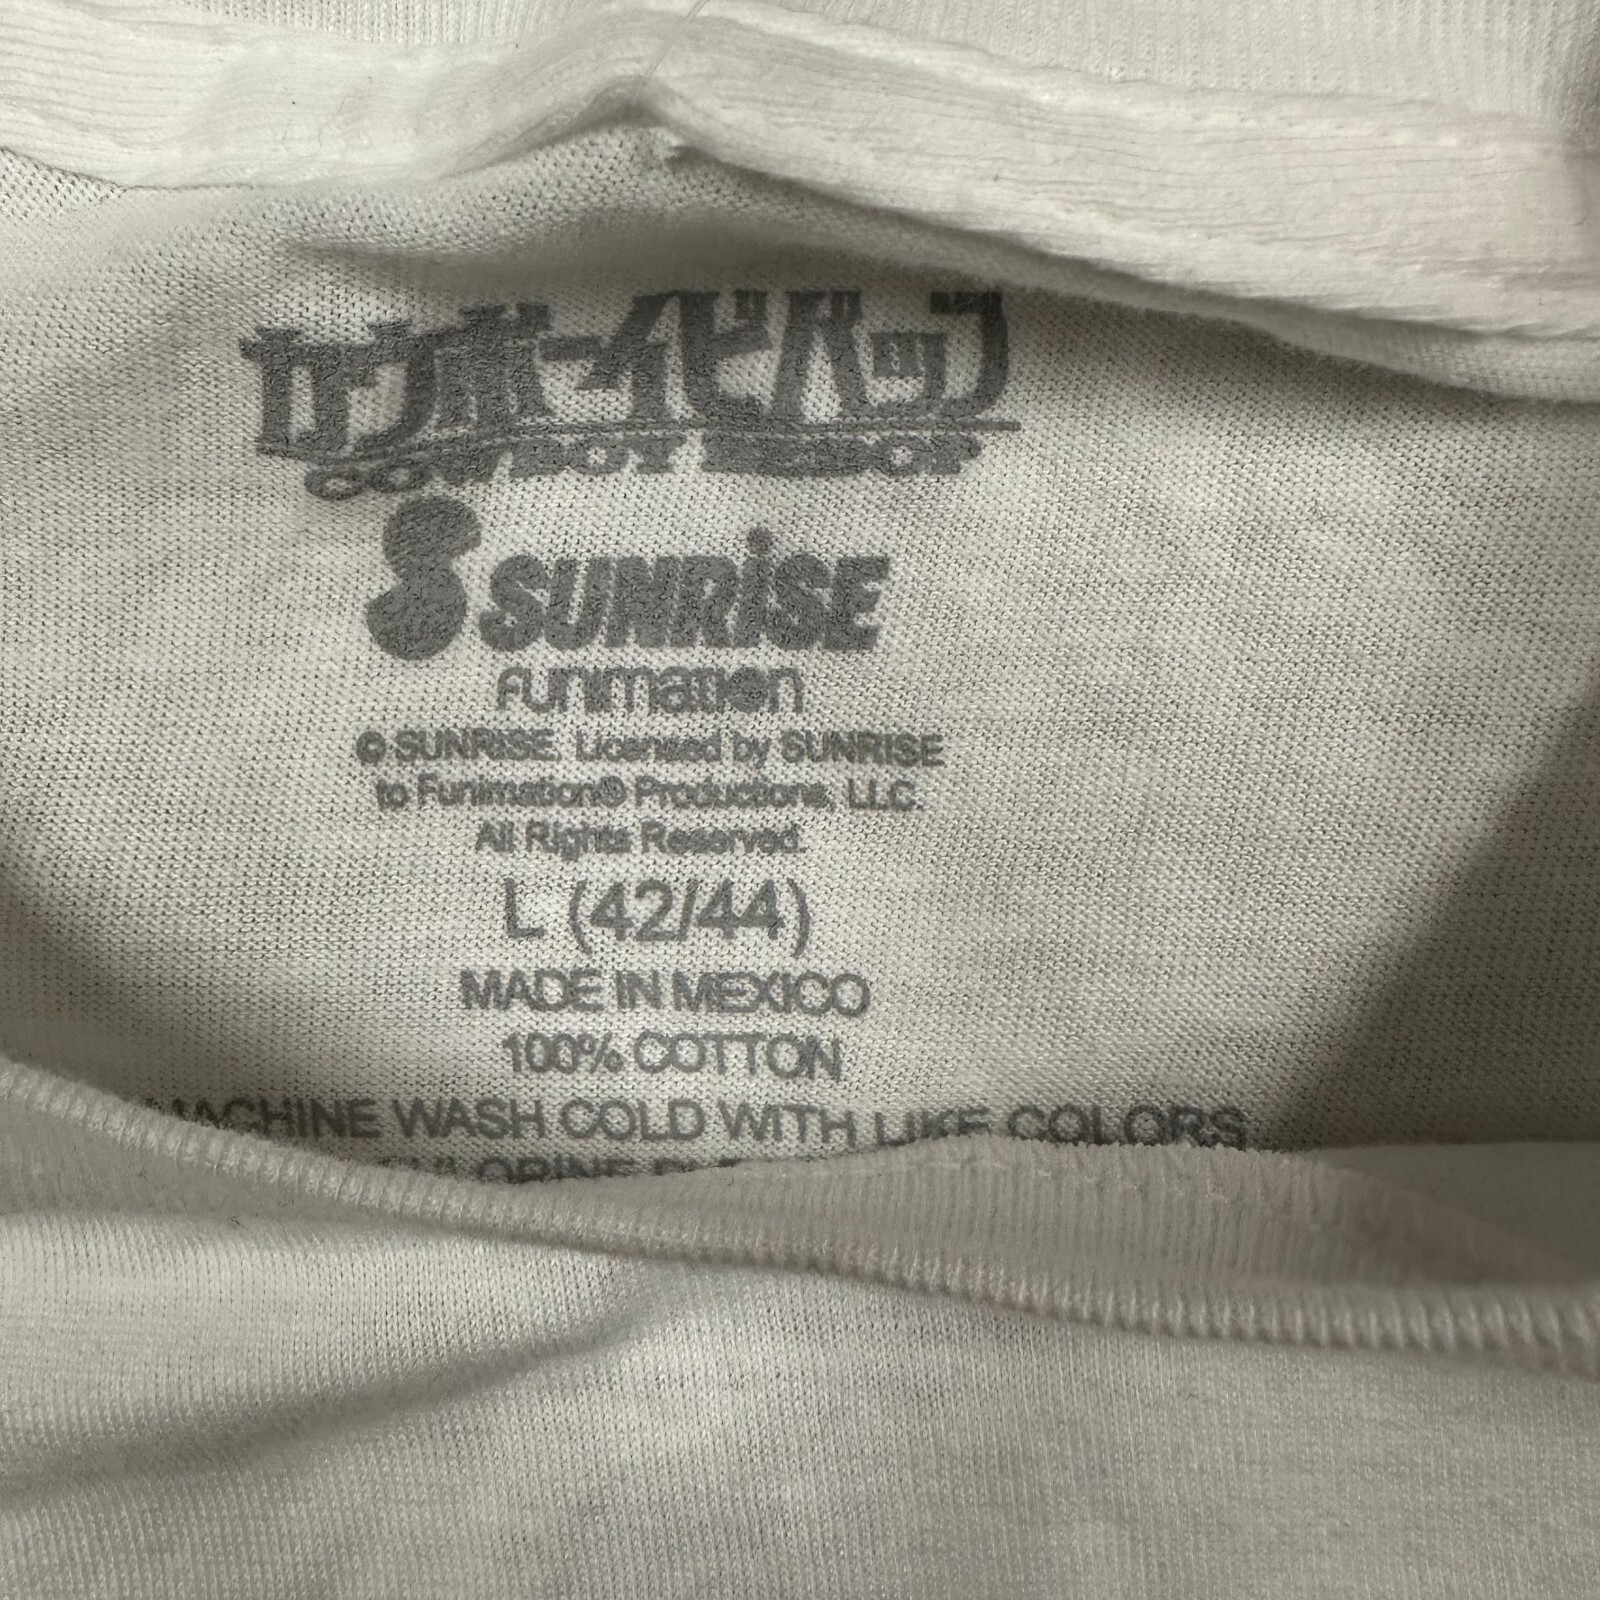 カウボーイビバップ
COWBOY BEBOP
SUNRiSE
FUNimation
© SUNRISE. Licensed by SUNRISE
to Funimation® Productions, LLC.
All Rights Reserved.
L (42/44)
MADE IN MEXICO
100% COTTON
MACHINE WASH COLD WITH LIKE COLORS
CHLORINE